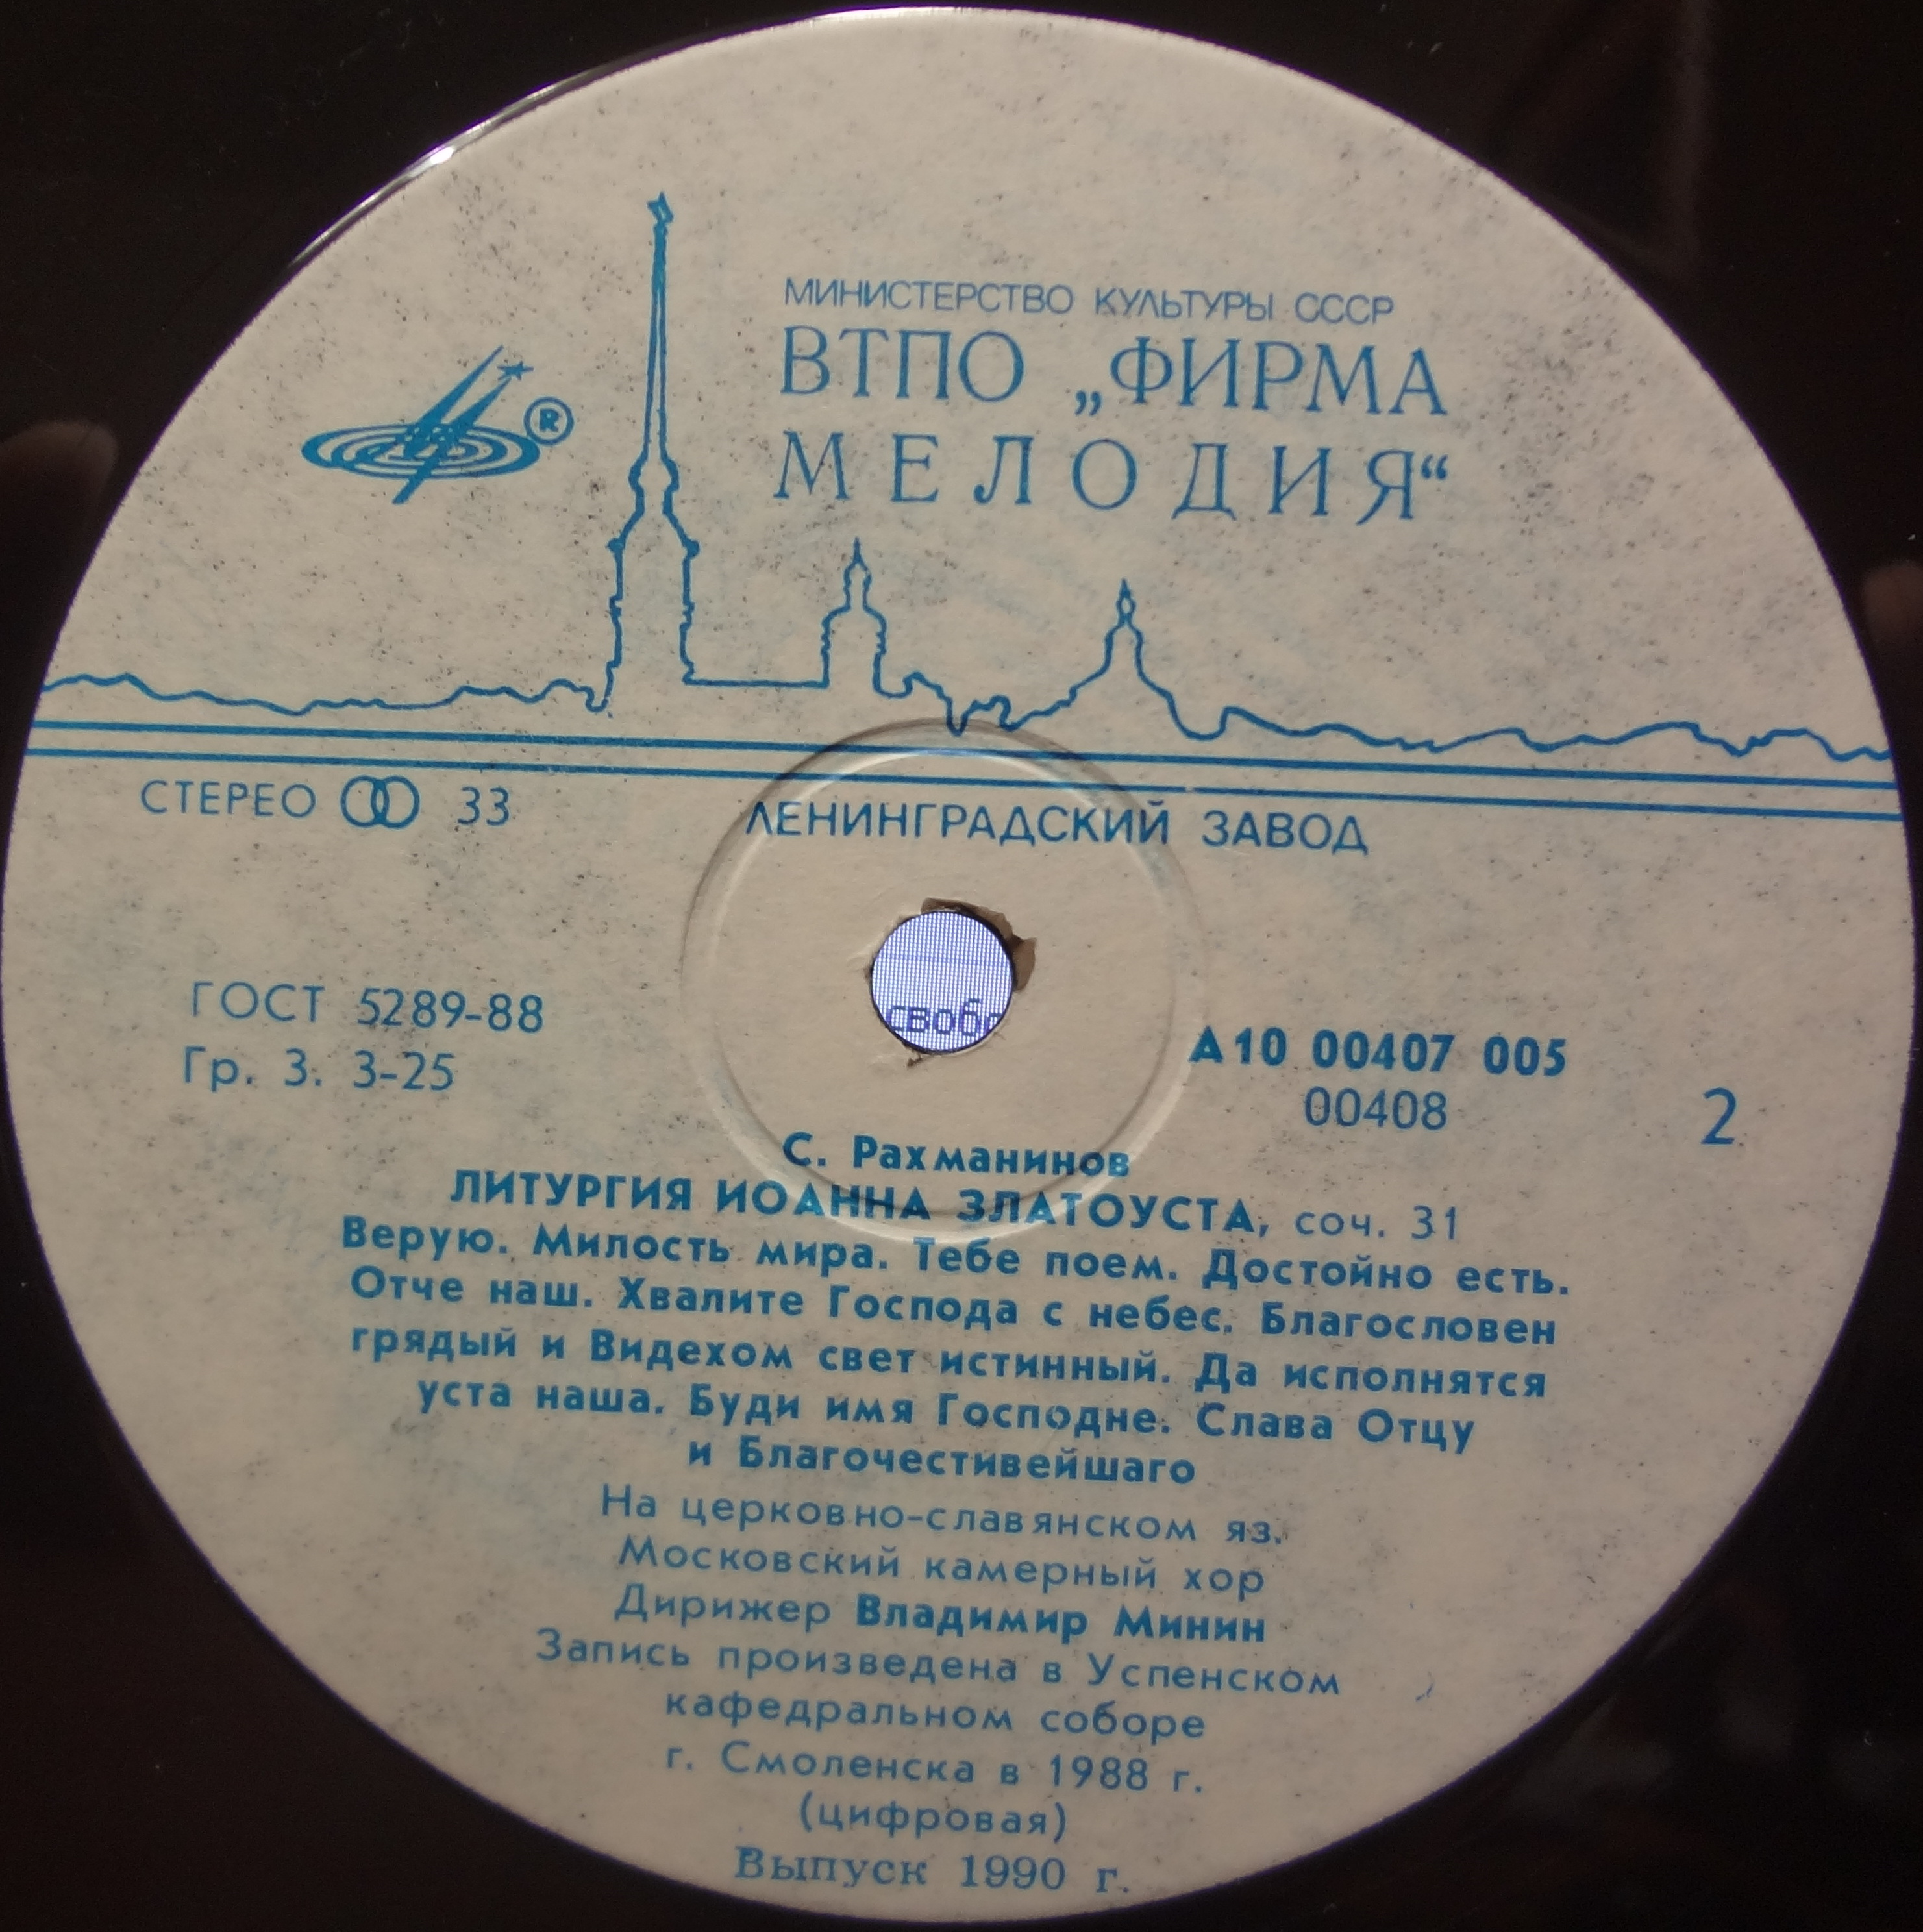 МИНИСТЕРСТВО КУЛЬТУРЫ СССР
ВТПО „ФИРМА
МЕЛОДИЯ“
®
СТЕРЕО 33
ЛЕНИНГРАДСКИЙ ЗАВОД
ГОСТ 5289-88
Гр. 3. 3-25
А10 00407 005
00408
2
С. Рахманинов
ЛИТУРГИЯ ИОАННА ЗЛАТОУСТА, соч. 31
Верую. Милость мира. Тебе поем. Достойно есть.
Отче наш. Хвалите Господа с небес. Благословен
грядый и Видехом свет истинный. Да исполнятся
уста наша. Буди имя Господне. Слава Отцу
и Благочестивейшаго
На церковно-славянском яз.
Московский камерный хор
Дирижер Владимир Минин
Запись произведена в Успенском
кафедральном соборе
г. Смоленска в 1988 г.
(цифровая)
Выпуск 1990 г.